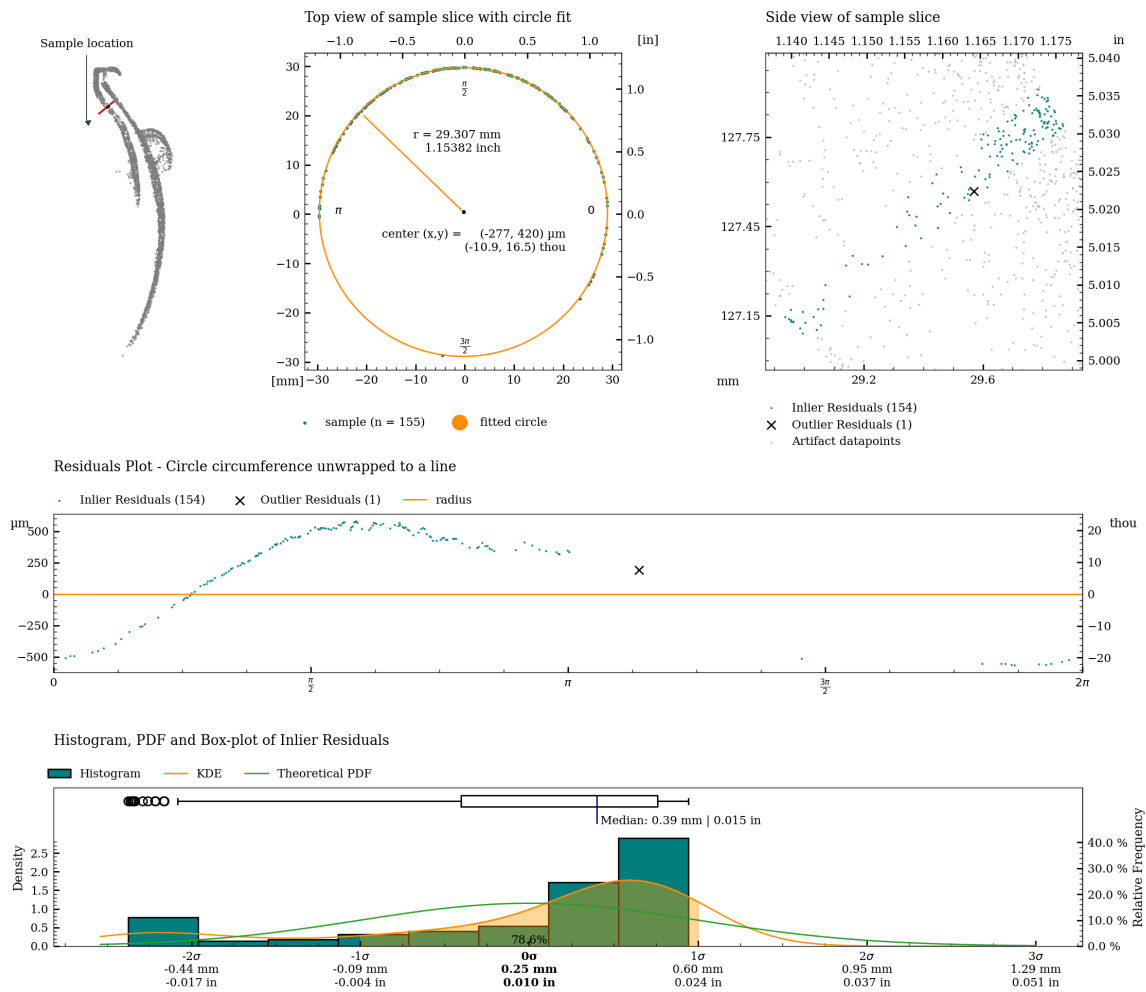 Sample location
Top view of sample slice with circle fit
−1.0 −0.5 0.0 0.5 1.0 [in]
30
20
10
0
−10
−20
−30
1.0
0.5
0.0
−0.5
−1.0
π/2
r = 29.307 mm
1.15382 inch
π
0
center (x,y) = (-277, 420) µm
(-10.9, 16.5) thou
3π/2
[mm] −30 −20 −10 0 10 20 30
sample (n = 155) fitted circle
Side view of sample slice
1.140 1.145 1.150 1.155 1.160 1.165 1.170 1.175 in
127.75
127.45
127.15
5.040
5.035
5.030
5.025
5.020
5.015
5.010
5.005
5.000
mm 29.2 29.6
Inlier Residuals (154)
Outlier Residuals (1)
Artifact datapoints
Residuals Plot - Circle circumference unwrapped to a line
Inlier Residuals (154) Outlier Residuals (1) radius
µm
500
250
0
−250
−500
thou
20
10
0
−10
−20
0 π/2 π 3π/2 2π
Histogram, PDF and Box-plot of Inlier Residuals
Histogram KDE Theoretical PDF
Median: 0.39 mm | 0.015 in
Density
2.5
2.0
1.5
1.0
0.5
0.0
Relative Frequency
40.0 %
30.0 %
20.0 %
10.0 %
0.0 %
78.6%
-2σ -1σ 0σ 1σ 2σ 3σ
-0.44 mm -0.09 mm 0.25 mm 0.60 mm 0.95 mm 1.29 mm
-0.017 in -0.004 in 0.010 in 0.024 in 0.037 in 0.051 in